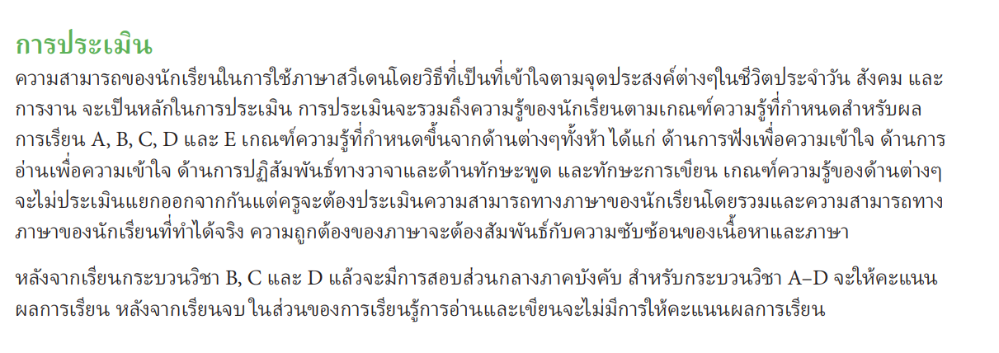 การประเมิน
ความสามารถของนักเรียนในการใช้ภาษาสวีเดนโดยวิธีที่เป็นที่เข้าใจตามจุดประสงค์ต่างๆในชีวิตประจำวัน สังคม และ
การงาน จะเป็นหลักในการประเมิน การประเมินจะรวมถึงความรู้ของนักเรียนตามเกณฑ์ความรู้ที่กำหนดสำหรับผล
การเรียน A, B, C, D และ E เกณฑ์ความรู้ที่กำหนดขึ้นจากด้านต่างๆทั้งห้า ได้แก่ ด้านการฟังเพื่อความเข้าใจ ด้านการ
อ่านเพื่อความเข้าใจ ด้านการปฏิสัมพันธ์ทางวาจาและด้านทักษะพูด และทักษะการเขียน เกณฑ์ความรู้ของด้านต่างๆ
จะไม่ประเมินแยกออกจากกันแต่ครูจะต้องประเมินความสามารถทางภาษาของนักเรียนโดยรวมและความสามารถทาง
ภาษาของนักเรียนที่ทำได้จริง ความถูกต้องของภาษาจะต้องสัมพันธ์กับความซับซ้อนของเนื้อหาและภาษา
หลังจากเรียนกระบวนวิชา B, C และ D แล้วจะมีการสอบส่วนกลางภาคบังคับ สำหรับกระบวนวิชา A–D จะให้คะแนน
ผลการเรียน หลังจากเรียนจบ ในส่วนของการเรียนรู้การอ่านและเขียนจะไม่มีการให้คะแนนผลการเรียน